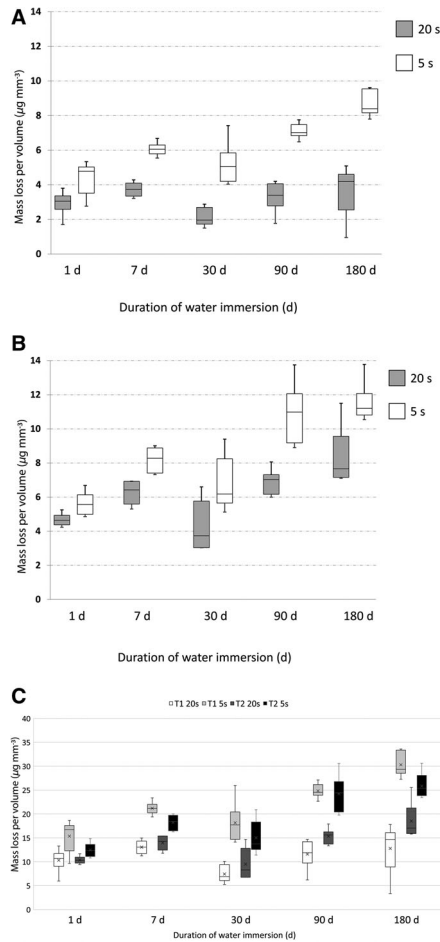 A
14
12
10
8
6
4
2
0
Mass loss per volume (µg mm⁻³)
20 s
5 s
1 d 7 d 30 d 90 d 180 d
Duration of water immersion (d)
B
14
12
10
8
6
4
2
0
Mass loss per volume (µg mm⁻³)
20 s
5 s
1 d 7 d 30 d 90 d 180 d
Duration of water immersion (d)
C
T1 20s T1 5s T2 20s T2 5s
40
35
30
25
20
15
10
5
0
Mass loss per volume (µg mm⁻³)
1 d 7 d 30 d 90 d 180 d
Duration of water immersion (d)